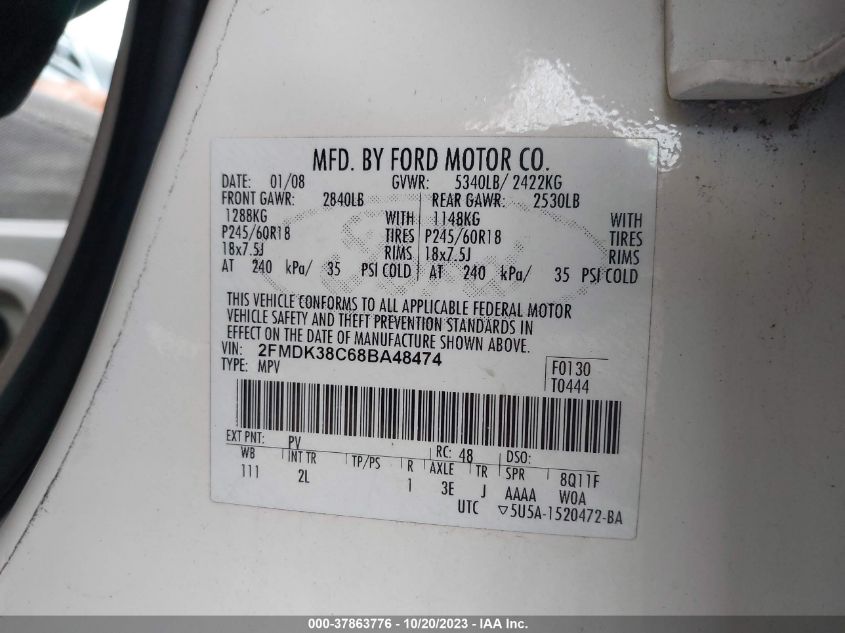 MFD. BY FORD MOTOR CO.
DATE: 01/08 GVWR: 5340LB/ 2422KG
FRONT GAWR: 2840LB REAR GAWR: 2530LB
1288KG WITH 1148KG WITH
P245/60R18 TIRES P245/60R18 TIRES
18x7.5J RIMS 18x7.5J RIMS
AT 240 kPa/ 35 PSI COLD AT 240 kPa/ 35 PSI COLD
THIS VEHICLE CONFORMS TO ALL APPLICABLE FEDERAL MOTOR
VEHICLE SAFETY AND THEFT PREVENTION STANDARDS IN
EFFECT ON THE DATE OF MANUFACTURE SHOWN ABOVE.
VIN: 2FMDK38C68BA48474
TYPE: MPV
F0130
T0444
EXT PNT: PV RC: 48 DSO:
WB INT TR TP/PS R AXLE TR SPR 8Q11F
111 2L 1 3E J AAAA WOA
UTC ▽5U5A-1520472-BA
000-37863776 - 10/20/2023 - IAA Inc.